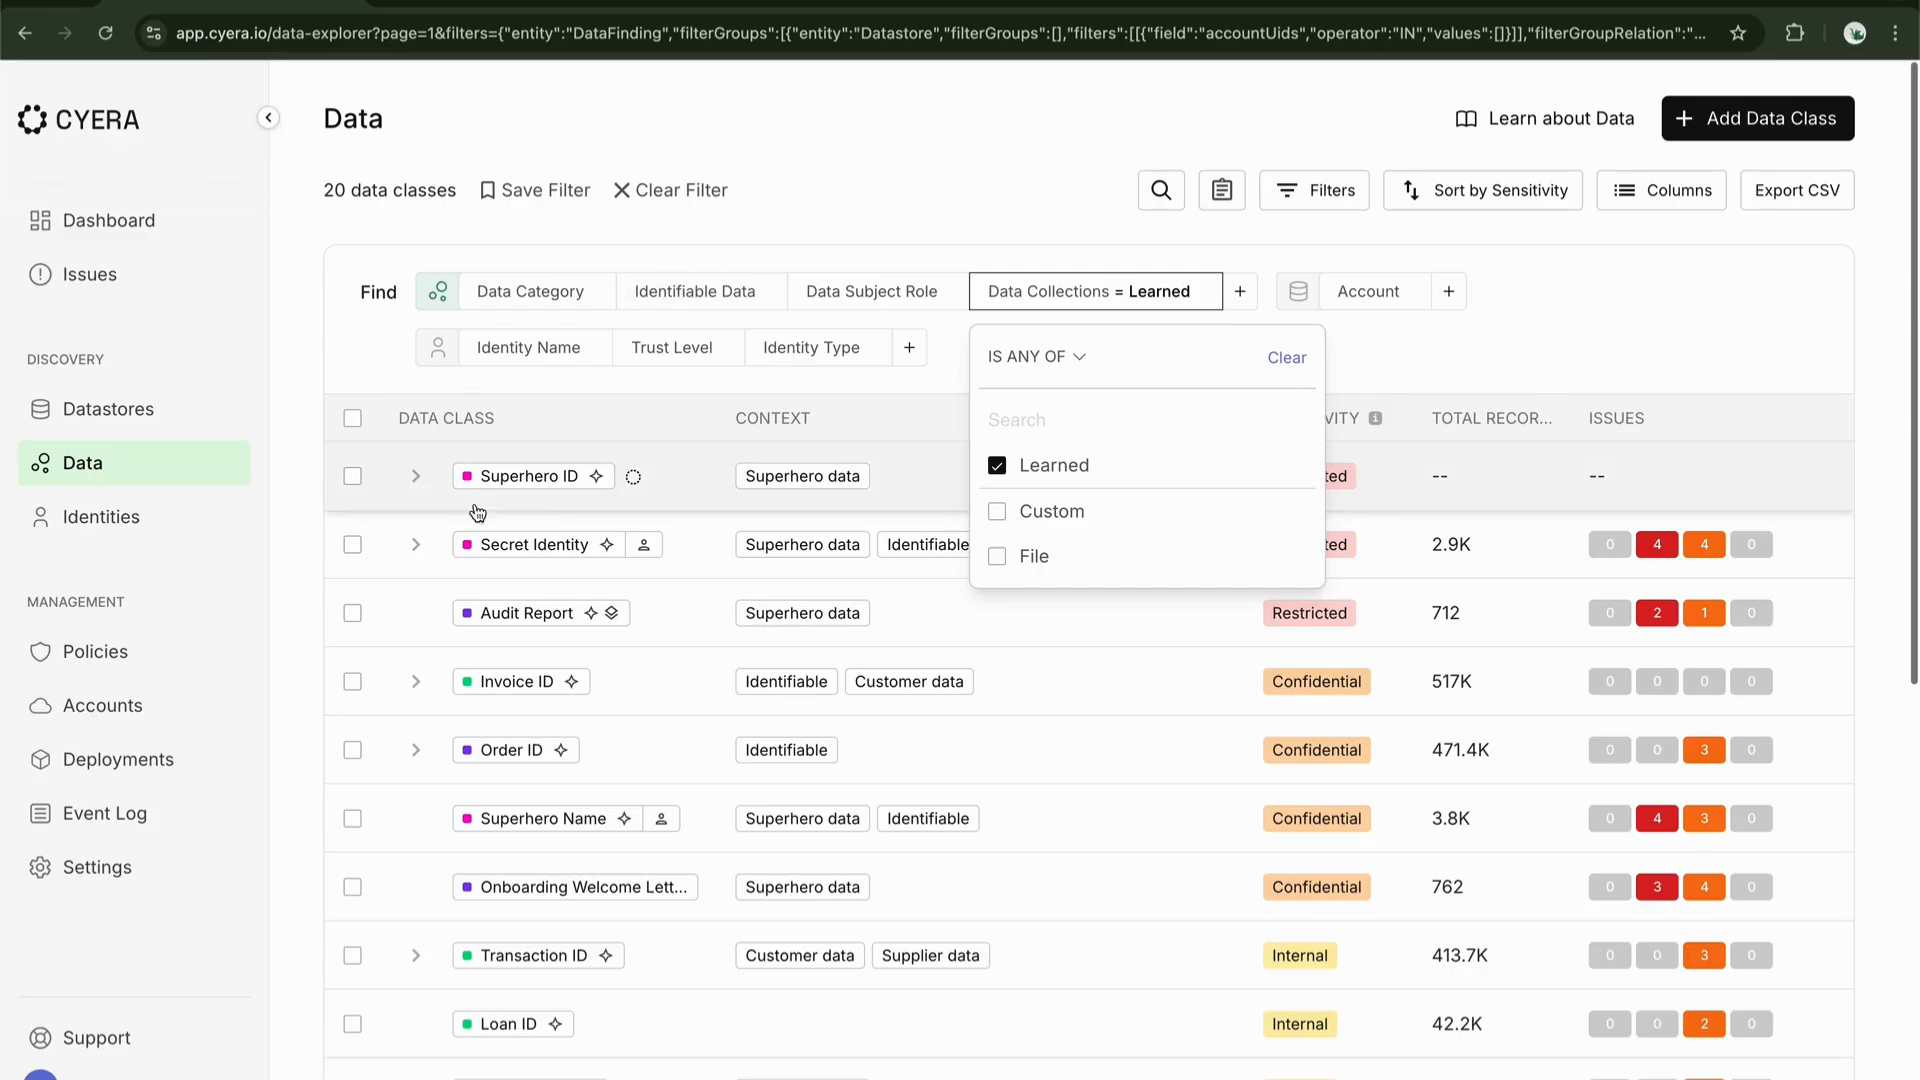 app.cyera.io/data-explorer?page=1&filters={"entity":"DataFinding","filterGroups":[{"entity":"Datastore","filterGroups":[],"filters":[[{"field":"accountUids","operator":"IN","values":[]}]],"filterGroupRelation":"...
CYERA
Dashboard
Issues
DISCOVERY
Datastores
Data
Identities
MANAGEMENT
Policies
Accounts
Deployments
Event Log
Settings
Support
Data
Learn about Data
+ Add Data Class
20 data classes
Save Filter
Clear Filter
Filters
Sort by Sensitivity
Columns
Export CSV
Find
Data Category
Identifiable Data
Data Subject Role
Data Collections = Learned
+
Account
+
Identity Name
Trust Level
Identity Type
+
IS ANY OF
Clear
Search
Learned
Custom
File
DATA CLASS CONTEXT VITY TOTAL RECOR... ISSUES
Superhero ID Superhero data ted -- --
Secret Identity Superhero data Identifiable ted 2.9K 0 4 4 0
Audit Report Superhero data Restricted 712 0 2 1 0
Invoice ID Identifiable Customer data Confidential 517K 0 0 0 0
Order ID Identifiable Confidential 471.4K 0 0 3 0
Superhero Name Superhero data Identifiable Confidential 3.8K 0 4 3 0
Onboarding Welcome Lett... Superhero data Confidential 762 0 3 4 0
Transaction ID Customer data Supplier data Internal 413.7K 0 0 3 0
Loan ID Internal 42.2K 0 0 2 0